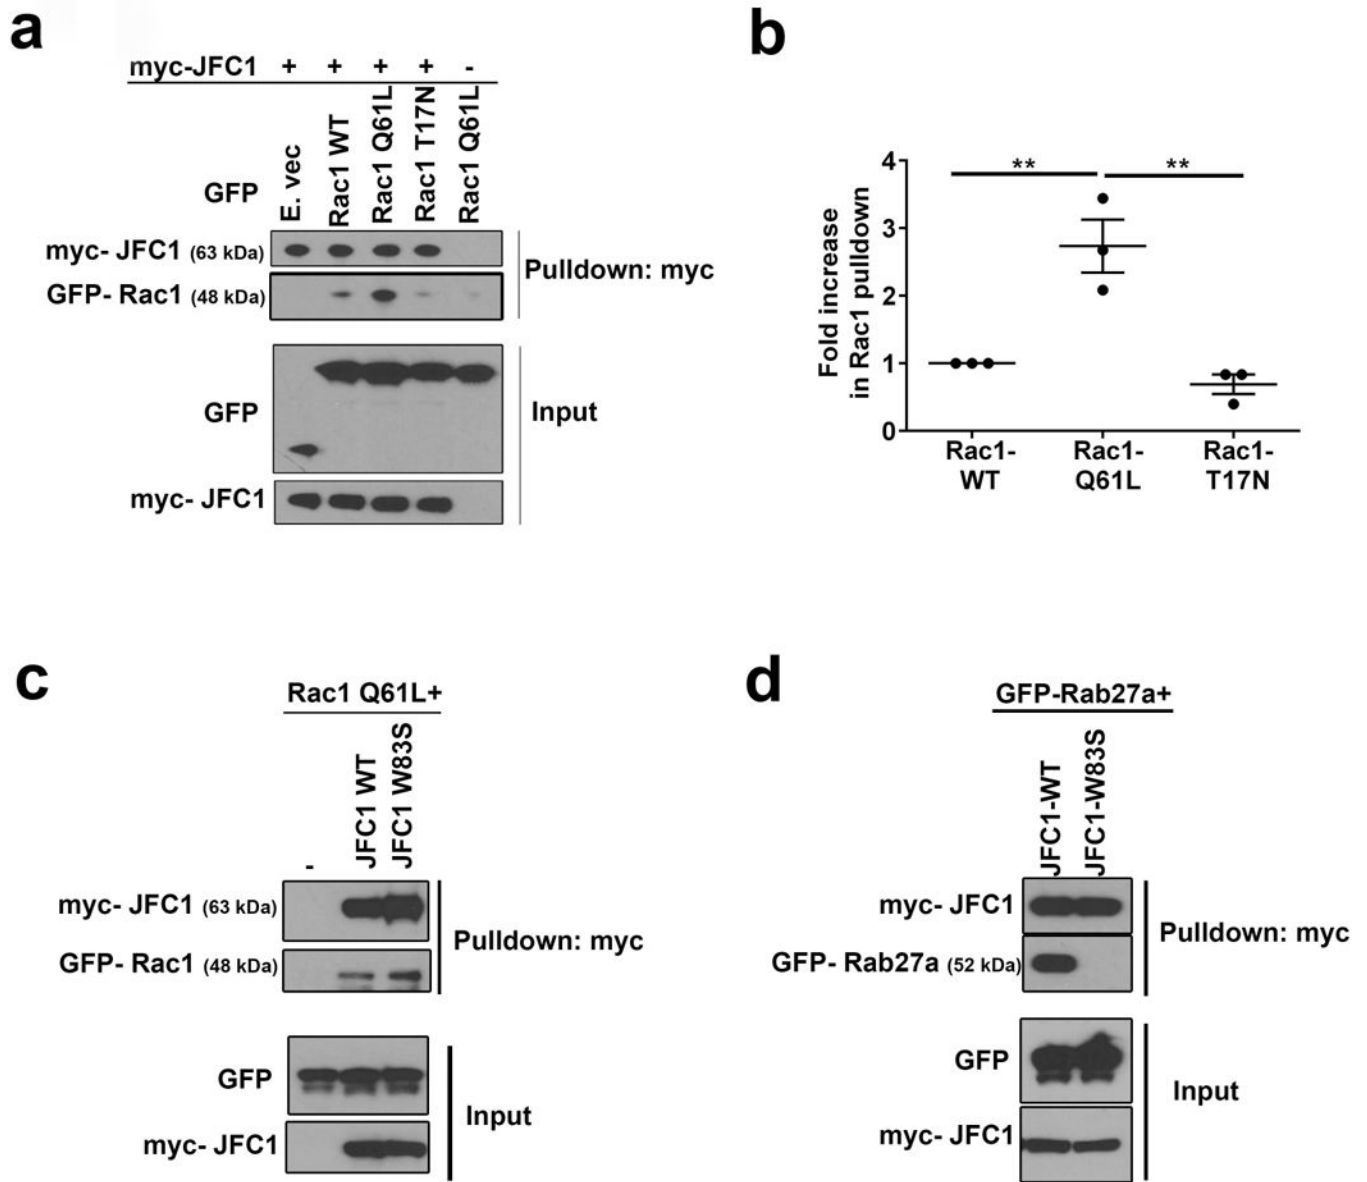 a
myc-JFC1 + + + + -
GFP E. vec Rac1 WT Rac1 Q61L Rac1 T17N Rac1 Q61L
myc- JFC1 (63 kDa)
GFP- Rac1 (48 kDa)
Pulldown: myc
GFP
myc- JFC1
Input
b
Fold increase
in Rac1 pulldown
4
3
2
1
0
** **
Rac1-
WT
Rac1-
Q61L
Rac1-
T17N
c
Rac1 Q61L+
- JFC1 WT JFC1 W83S
myc- JFC1 (63 kDa)
GFP- Rac1 (48 kDa)
Pulldown: myc
GFP
myc- JFC1
Input
d
GFP-Rab27a+
JFC1-WT JFC1-W83S
myc- JFC1
GFP- Rab27a (52 kDa)
Pulldown: myc
GFP
myc- JFC1
Input